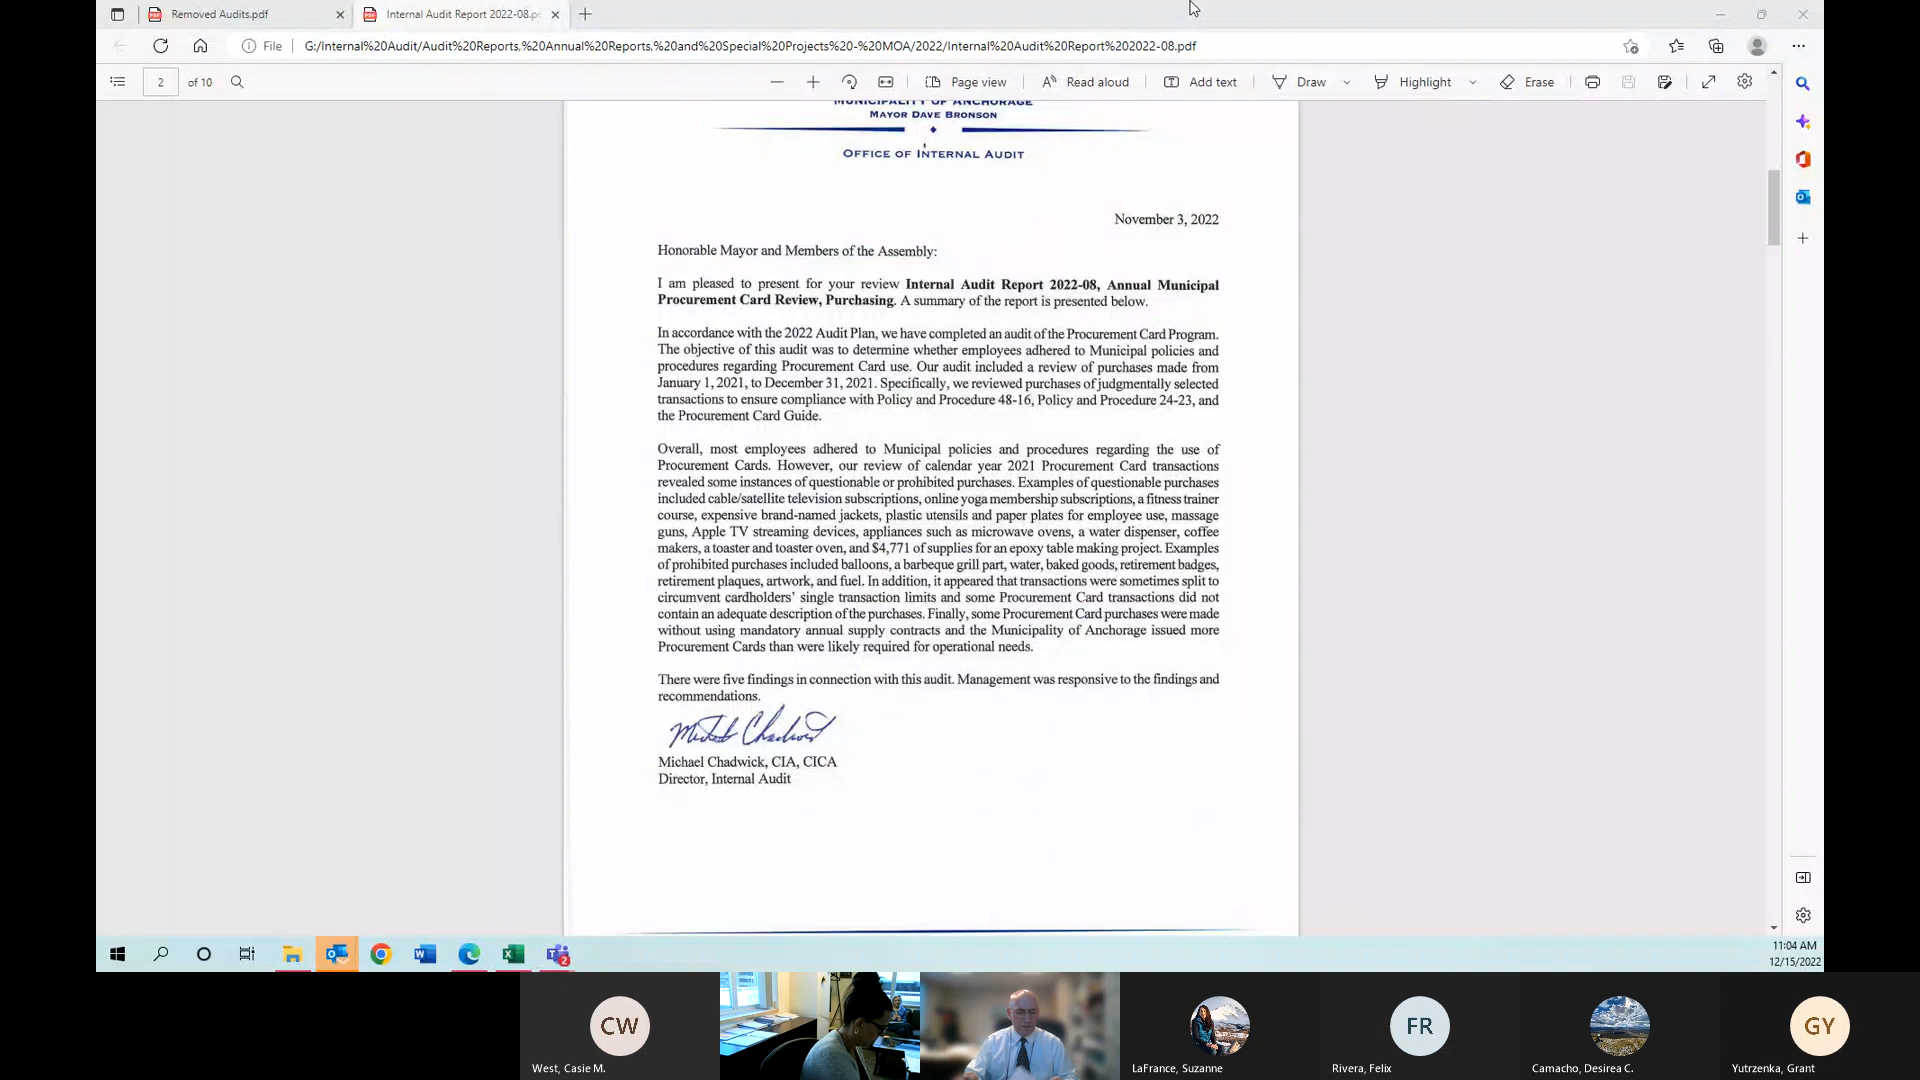 Removed Audits.pdf
Internal Audit Report 2022-08.p
File
G:/Internal%20Audit/Audit%20Reports,%20Annual%20Reports,%20and%20Special%20Projects%20-%20MOA/2022/Internal%20Audit%20Report%202022-08.pdf
2 of 10
Page view
Read aloud
Add text
Draw
Highlight
Erase
MUNICIPALITY OF ANCHORAGE
MAYOR DAVE BRONSON
OFFICE OF INTERNAL AUDIT
November 3, 2022
Honorable Mayor and Members of the Assembly:
I am pleased to present for your review Internal Audit Report 2022-08, Annual Municipal
Procurement Card Review, Purchasing. A summary of the report is presented below.
In accordance with the 2022 Audit Plan, we have completed an audit of the Procurement Card Program.
The objective of this audit was to determine whether employees adhered to Municipal policies and
procedures regarding Procurement Card use. Our audit included a review of purchases made from
January 1, 2021, to December 31, 2021. Specifically, we reviewed purchases of judgmentally selected
transactions to ensure compliance with Policy and Procedure 48-16, Policy and Procedure 24-23, and
the Procurement Card Guide.
Overall, most employees adhered to Municipal policies and procedures regarding the use of
Procurement Cards. However, our review of calendar year 2021 Procurement Card transactions
revealed some instances of questionable or prohibited purchases. Examples of questionable purchases
included cable/satellite television subscriptions, online yoga membership subscriptions, a fitness trainer
course, expensive brand-named jackets, plastic utensils and paper plates for employee use, massage
guns, Apple TV streaming devices, appliances such as microwave ovens, a water dispenser, coffee
makers, a toaster and toaster oven, and $4,771 of supplies for an epoxy table making project. Examples
of prohibited purchases included balloons, a barbeque grill part, water, baked goods, retirement badges,
retirement plaques, artwork, and fuel. In addition, it appeared that transactions were sometimes split to
circumvent cardholders' single transaction limits and some Procurement Card transactions did not
contain an adequate description of the purchases. Finally, some Procurement Card purchases were made
without using mandatory annual supply contracts and the Municipality of Anchorage issued more
Procurement Cards than were likely required for operational needs.
There were five findings in connection with this audit. Management was responsive to the findings and
recommendations.
Michael Chadwick, CIA, CICA
Director, Internal Audit
11:04 AM
12/15/2022
2
CW
FR
GY
West, Casie M.
LaFrance, Suzanne
Rivera, Felix
Camacho, Desirea C.
Yutrzenka, Grant